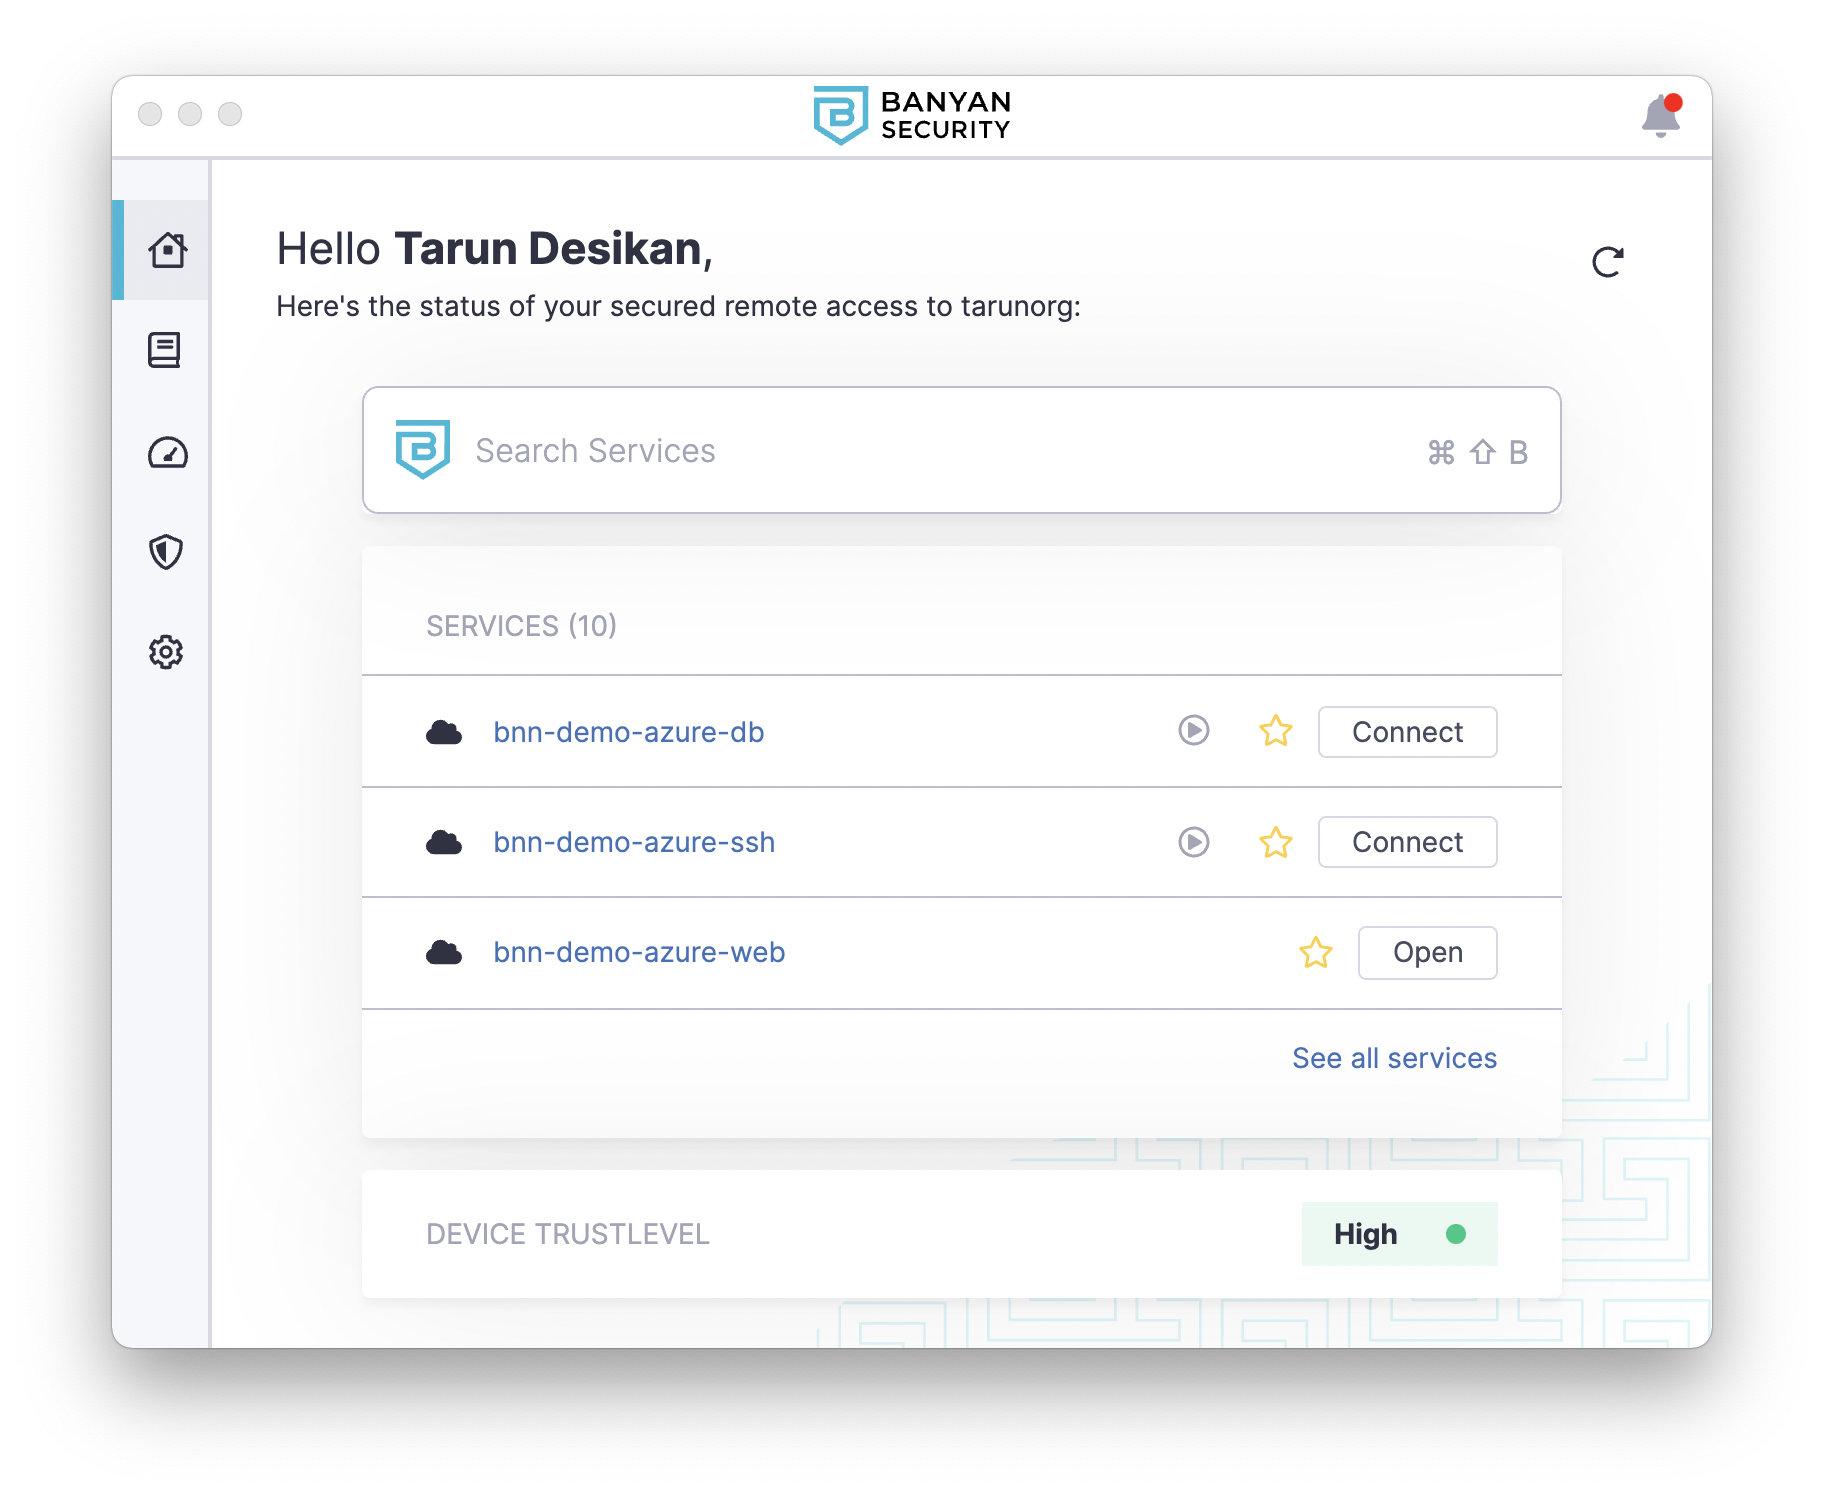 BANYAN
SECURITY
Hello Tarun Desikan,
Here's the status of your secured remote access to tarunorg:
Search Services ⌘ ⇧ B
SERVICES (10)
bnn-demo-azure-db Connect
bnn-demo-azure-ssh Connect
bnn-demo-azure-web Open
See all services
DEVICE TRUSTLEVEL High